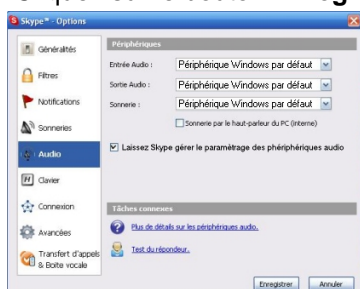 Skype™ - Options
Généralités
Filtres
Notifications
Sonneries
Audio
Clavier
Connexion
Avancées
Transfert d'appels
& Boite vocale
Périphériques
Entrée Audio : Périphérique Windows par défaut
Sortie Audio : Périphérique Windows par défaut
Sonnerie : Périphérique Windows par défaut
Sonnerie par le haut-parleur du PC (interne)
Laissez Skype gérer le paramètrage des phériphériques audio
Tâches connexes
Plus de détails sur les périphériques audio.
Test du répondeur.
Enregistrer Annuler